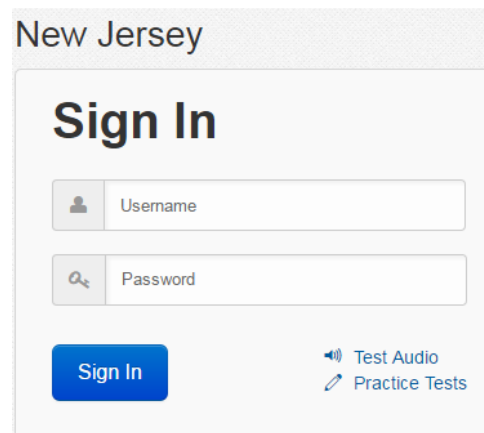 New Jersey
Sign In
Username
Password
Sign In
Test Audio
Practice Tests